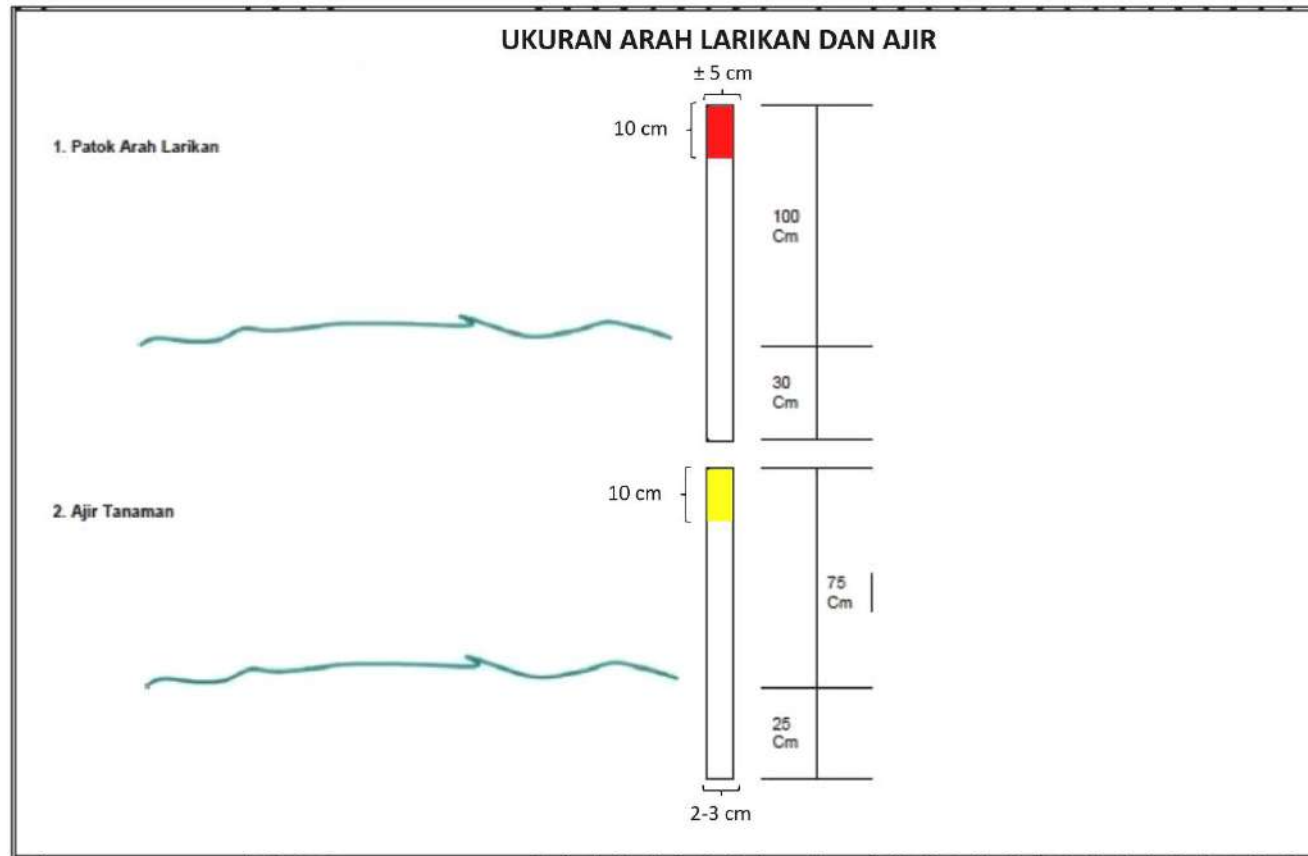 UKURAN ARAH LARIKAN DAN AJIR
± 5 cm
10 cm
1. Patok Arah Larikan
100
Cm
30
Cm
10 cm
2. Ajir Tanaman
75
Cm
25
Cm
2-3 cm